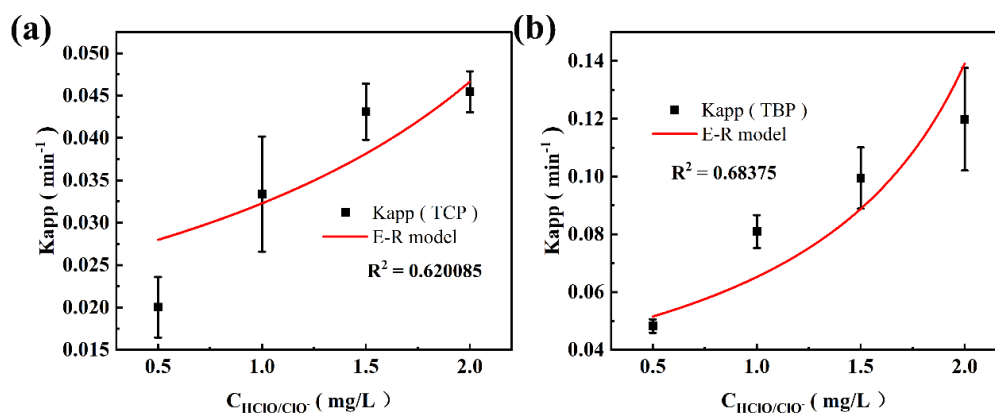 (a)
Kapp ( min⁻¹ )
0.050
0.045
0.040
0.035
0.030
0.025
0.020
0.015
Kapp ( TCP )
E-R model
R² = 0.620085
0.5 1.0 1.5 2.0
C_HClO/ClO⁻ ( mg/L )
(b)
Kapp ( min⁻¹ )
0.14
0.12
0.10
0.08
0.06
0.04
Kapp ( TBP )
E-R model
R² = 0.68375
0.5 1.0 1.5 2.0
C_HClO/ClO⁻ ( mg/L )